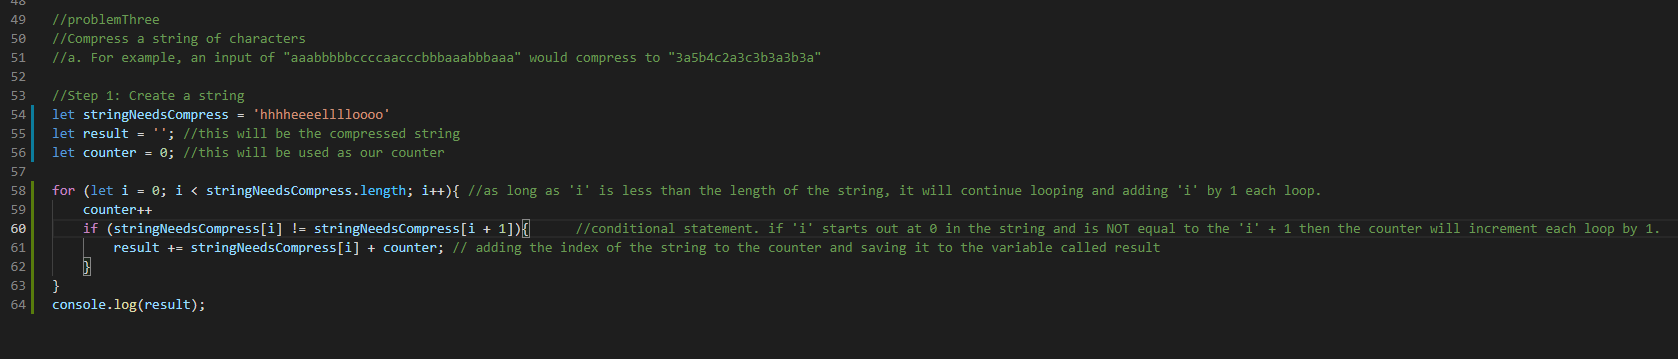 48
49 //problemThree
50 //Compress a string of characters
51 //a. For example, an input of "aaabbbbbccccaacccbbbaaabbbaaa" would compress to "3a5b4c2a3c3b3a3b3a"
52
53 //Step 1: Create a string
54 let stringNeedsCompress = 'hhhheeeelllloooo'
55 let result = ''; //this will be the compressed string
56 let counter = 0; //this will be used as our counter
57
58 for (let i = 0; i < stringNeedsCompress.length; i++){ //as long as 'i' is less than the length of the string, it will continue looping and adding 'i' by 1 each loop.
59 counter++
60 if (stringNeedsCompress[i] != stringNeedsCompress[i + 1]){ //conditional statement. if 'i' starts out at 0 in the string and is NOT equal to the 'i' + 1 then the counter will increment each loop by 1.
61 result += stringNeedsCompress[i] + counter; // adding the index of the string to the counter and saving it to the variable called result
62 }
63 }
64 console.log(result);